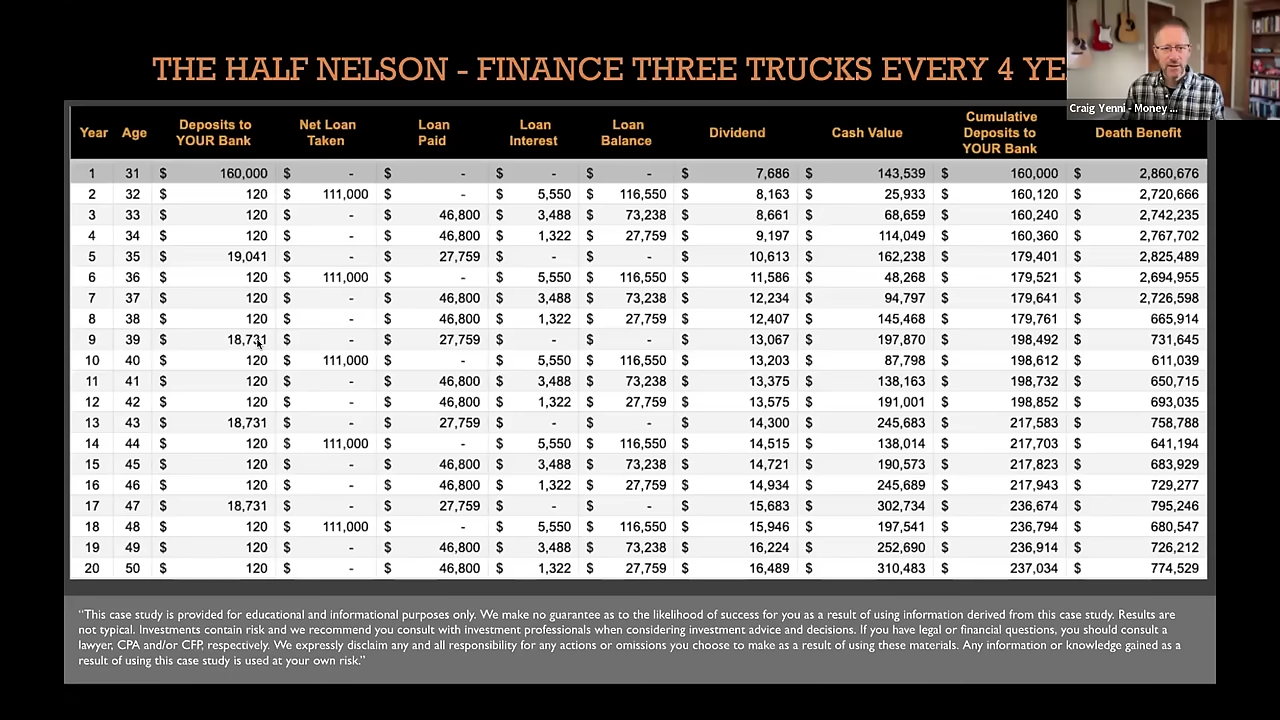 THE HALF NELSON - FINANCE THREE TRUCKS EVERY 4
Craig Yenni - Money ...
Year Age Deposits to YOUR Bank Net Loan Taken Loan Paid Loan Interest Loan Balance Dividend Cash Value Cumulative Deposits to YOUR Bank Death Benefit
1 31 $ 160,000 $ - $ - $ - $ - $ 7,686 $ 143,539 $ 160,000 $ 2,860,676
2 32 $ 120 $ 111,000 $ - $ 5,550 $ 116,550 $ 8,163 $ 25,933 $ 160,120 $ 2,720,666
3 33 $ 120 $ - $ 46,800 $ 3,488 $ 73,238 $ 8,661 $ 68,659 $ 160,240 $ 2,742,235
4 34 $ 120 $ - $ 46,800 $ 1,322 $ 27,759 $ 9,197 $ 114,049 $ 160,360 $ 2,767,702
5 35 $ 19,041 $ - $ 27,759 $ - $ - $ 10,613 $ 162,238 $ 179,401 $ 2,825,489
6 36 $ 120 $ 111,000 $ - $ 5,550 $ 116,550 $ 11,586 $ 48,268 $ 179,521 $ 2,694,955
7 37 $ 120 $ - $ 46,800 $ 3,488 $ 73,238 $ 12,234 $ 94,797 $ 179,641 $ 2,726,598
8 38 $ 120 $ - $ 46,800 $ 1,322 $ 27,759 $ 12,407 $ 145,468 $ 179,761 $ 665,914
9 39 $ 18,731 $ - $ 27,759 $ - $ - $ 13,067 $ 197,870 $ 198,492 $ 731,645
10 40 $ 120 $ 111,000 $ - $ 5,550 $ 116,550 $ 13,203 $ 87,798 $ 198,612 $ 611,039
11 41 $ 120 $ - $ 46,800 $ 3,488 $ 73,238 $ 13,375 $ 138,163 $ 198,732 $ 650,715
12 42 $ 120 $ - $ 46,800 $ 1,322 $ 27,759 $ 13,575 $ 191,001 $ 198,852 $ 693,035
13 43 $ 18,731 $ - $ 27,759 $ - $ - $ 14,300 $ 245,683 $ 217,583 $ 758,788
14 44 $ 120 $ 111,000 $ - $ 5,550 $ 116,550 $ 14,515 $ 138,014 $ 217,703 $ 641,194
15 45 $ 120 $ - $ 46,800 $ 3,488 $ 73,238 $ 14,721 $ 190,573 $ 217,823 $ 683,929
16 46 $ 120 $ - $ 46,800 $ 1,322 $ 27,759 $ 14,934 $ 245,689 $ 217,943 $ 729,277
17 47 $ 18,731 $ - $ 27,759 $ - $ - $ 15,683 $ 302,734 $ 236,674 $ 795,246
18 48 $ 120 $ 111,000 $ - $ 5,550 $ 116,550 $ 15,946 $ 197,541 $ 236,794 $ 680,547
19 49 $ 120 $ - $ 46,800 $ 3,488 $ 73,238 $ 16,224 $ 252,690 $ 236,914 $ 726,212
20 50 $ 120 $ - $ 46,800 $ 1,322 $ 27,759 $ 16,489 $ 310,483 $ 237,034 $ 774,529
“This case study is provided for educational and informational purposes only. We make no guarantee as to the likelihood of success for you as a result of using information derived from this case study. Results are
not typical. Investments contain risk and we recommend you consult with investment professionals when considering investment advice and decisions. If you have legal or financial questions, you should consult a
lawyer, CPA and/or CFP, respectively. We expressly disclaim any and all responsibility for any actions or omissions you choose to make as a result of using these materials. Any information or knowledge gained as a
result of using this case study is used at your own risk.”